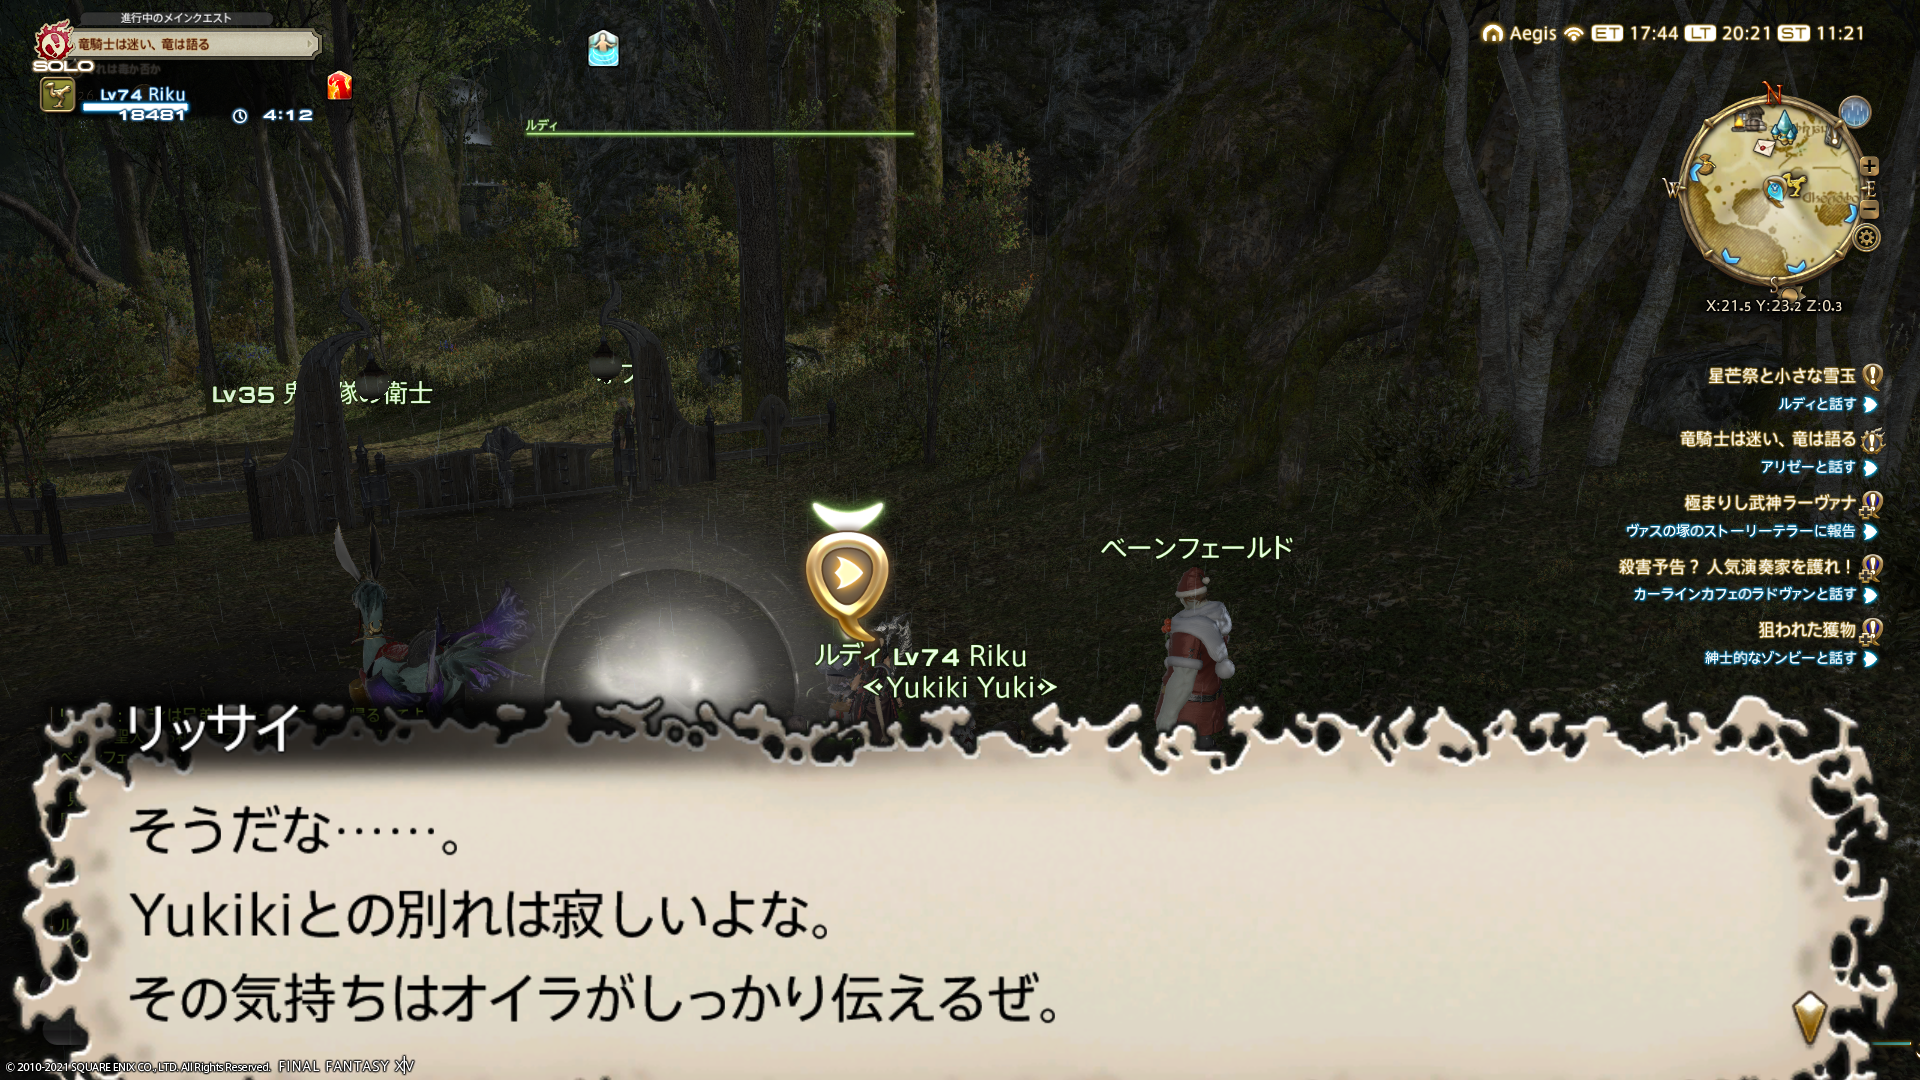 進行中のメインクエスト
竜騎士は迷い、竜は語る
SOLO
Lv74 Riku
18481
4:12
ルディ
Aegis ET 17:44 LT 20:21 ST 11:21
N
W
E
S
X:21.5 Y:23.2 Z:0.3
星芒祭と小さな雪玉
ルディと話す
竜騎士は迷い、竜は語る
アリゼーと話す
極まりし武神ラーヴァナ
ヴァスの塚のストーリーテラーに報告
殺害予告？ 人気演奏家を護れ！
カーラインカフェのラドヴァンと話す
狙われた獲物
紳士的なゾンビーと話す
Lv35
衛士
ベーンフェールド
ルディ Lv74 Riku
<Yukiki Yuki>
リッサイ
そうだな……。
Yukikiとの別れは寂しいよな。
その気持ちはオイラがしっかり伝えるぜ。
© 2010-2021 SQUARE ENIX CO., LTD. All Rights Reserved. FINAL FANTASY XIV